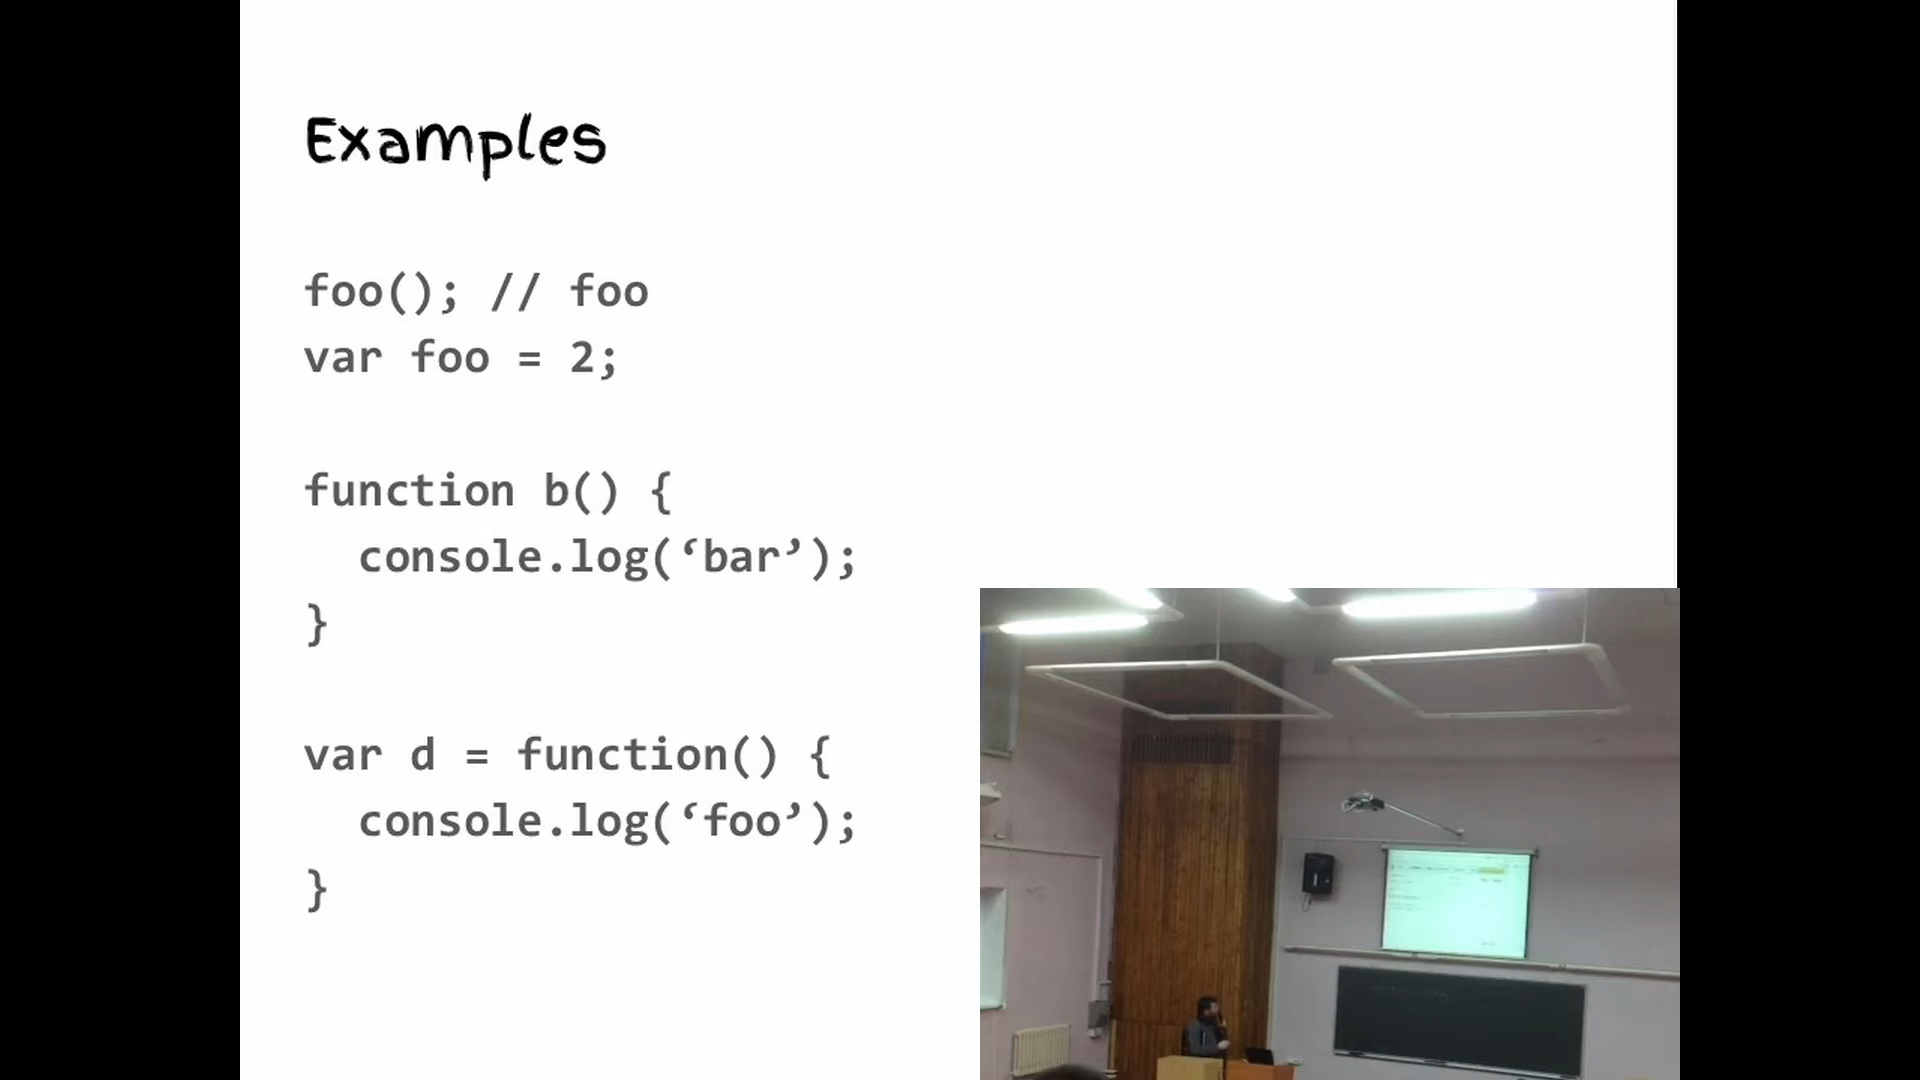 Examples
foo(); // foo
var foo = 2;
function b() {
console.log(‘bar’);
}
var d = function() {
console.log(‘foo’);
}